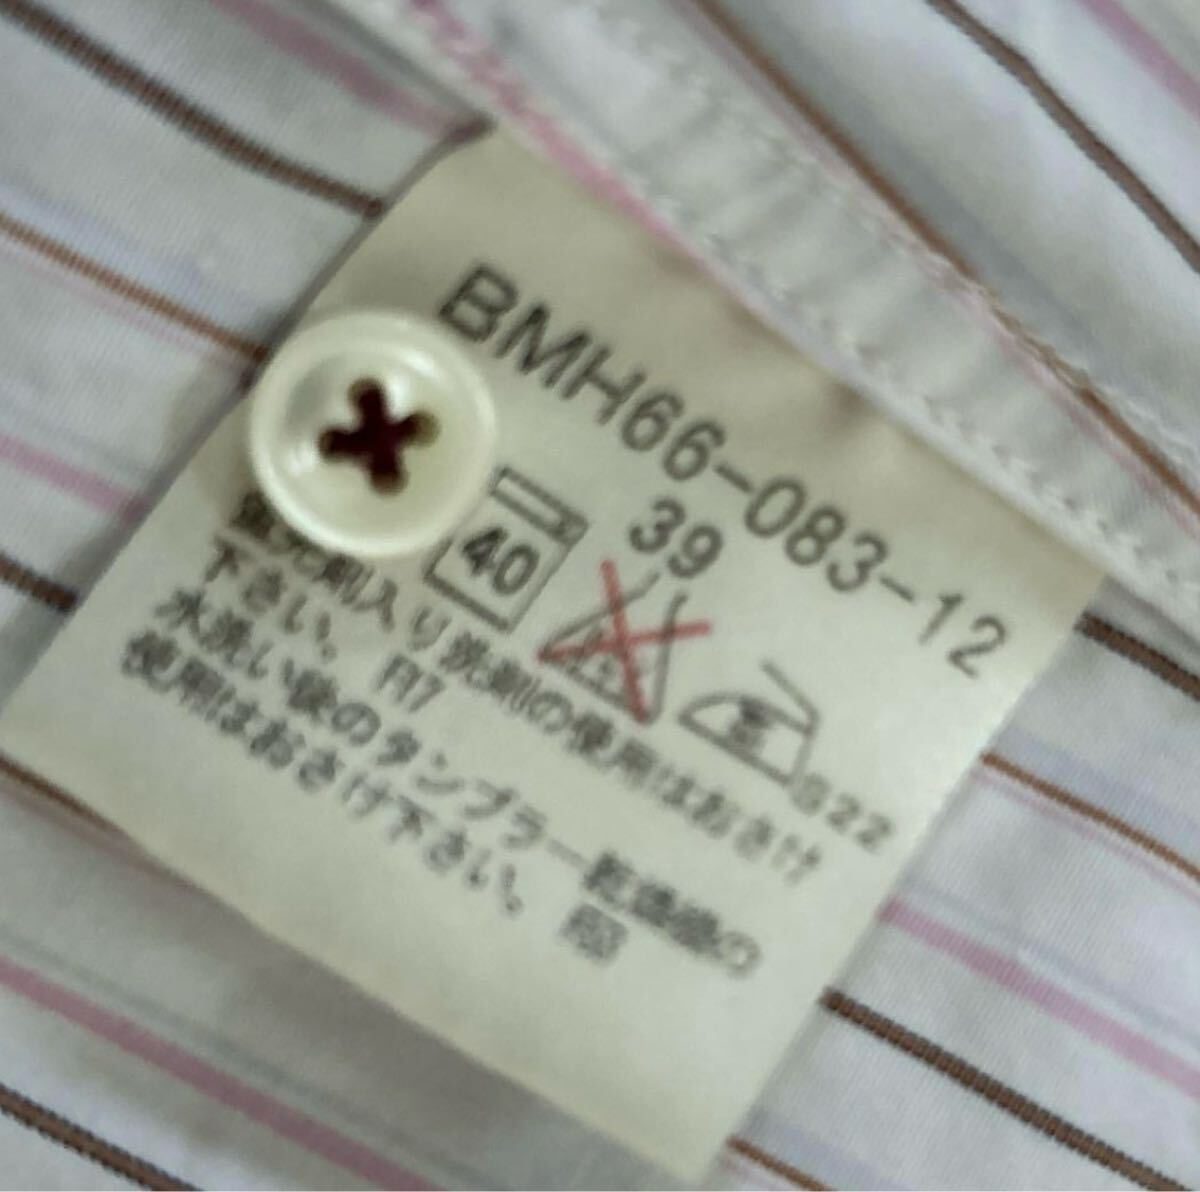 BMH66-083-12
39
40
822
剤入り洗剤の使用はおさけ
下さい。 R7
水洗い後のタンブラー乾燥機の
使用はおさけ下さい。